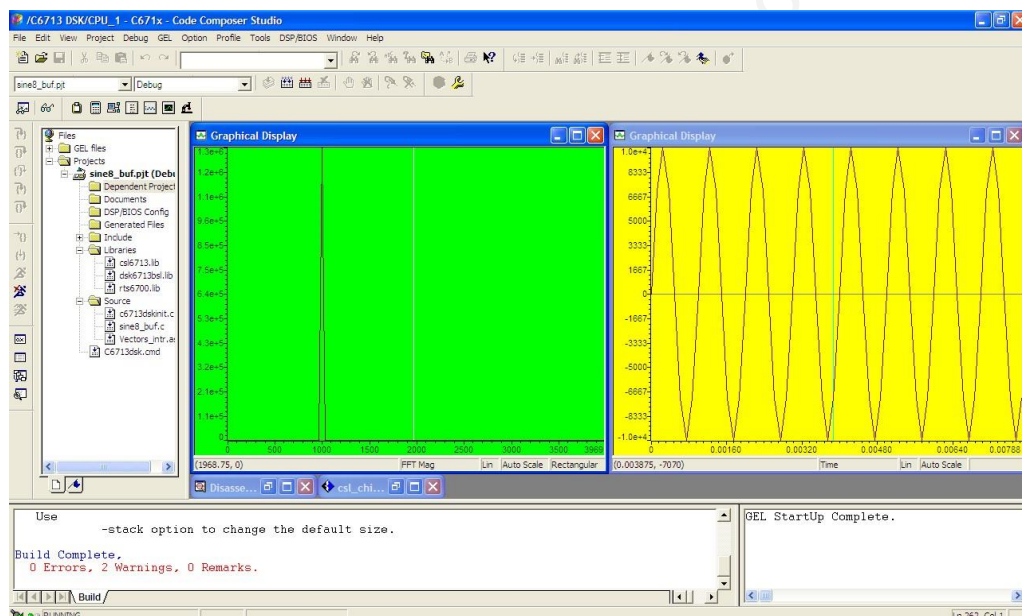 /C6713 DSK/CPU_1 - C671x - Code Composer Studio
File Edit View Project Debug GEL Option Profile Tools DSP/BIOS Window Help
sine8_buf.pjt Debug
Files
GEL files
Projects
sine8_buf.pjt (Debu
Dependent Project
Documents
DSP/BIOS Config
Generated Files
Include
Libraries
csl6713.lib
dsk6713bsl.lib
rts6700.lib
Source
c6713dskinit.c
sine8_buf.c
Vectors_intr.as
C6713dsk.cmd
Graphical Display
1.3e+6
1.2e+6
1.1e+6
9.6e+5
8.5e+5
7.5e+5
6.4e+5
5.3e+5
4.3e+5
3.2e+5
2.1e+5
1.1e+5
0
0 500 1000 1500 2000 2500 3000 3500 3969
(1968.75, 0) FFT Mag Lin Auto Scale Rectangular
Graphical Display
1.0e+4
8333
6667
5000
3333
1667
0
-1667
-3333
-5000
-6667
-8333
-1.0e+4
0 0.00160 0.00320 0.00480 0.00640 0.00788
(0.003875, -7070) Time Lin Auto Scale
Disasse... csl_chi...
Use
-stack option to change the default size.
Build Complete,
0 Errors, 2 Warnings, 0 Remarks.
Build
GEL StartUp Complete.
RUNNING
Ln 262, Col 1